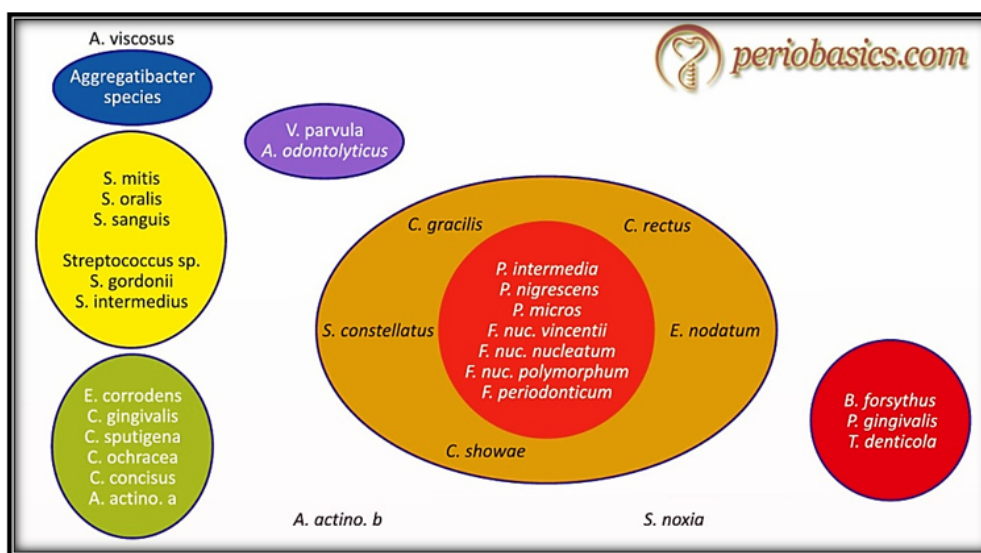 periobasics.com
A. viscosus
Aggregatibacter
species
V. parvula
A. odontolyticus
S. mitis
S. oralis
S. sanguis
Streptococcus sp.
S. gordonii
S. intermedius
C. gracilis
C. rectus
P. intermedia
P. nigrescens
P. micros
F. nuc. vincentii
F. nuc. nucleatum
F. nuc. polymorphum
F. periodonticum
S. constellatus
E. nodatum
C. showae
E. corrodens
C. gingivalis
C. sputigena
C. ochracea
C. concisus
A. actino. a
B. forsythus
P. gingivalis
T. denticola
A. actino. b
S. noxia